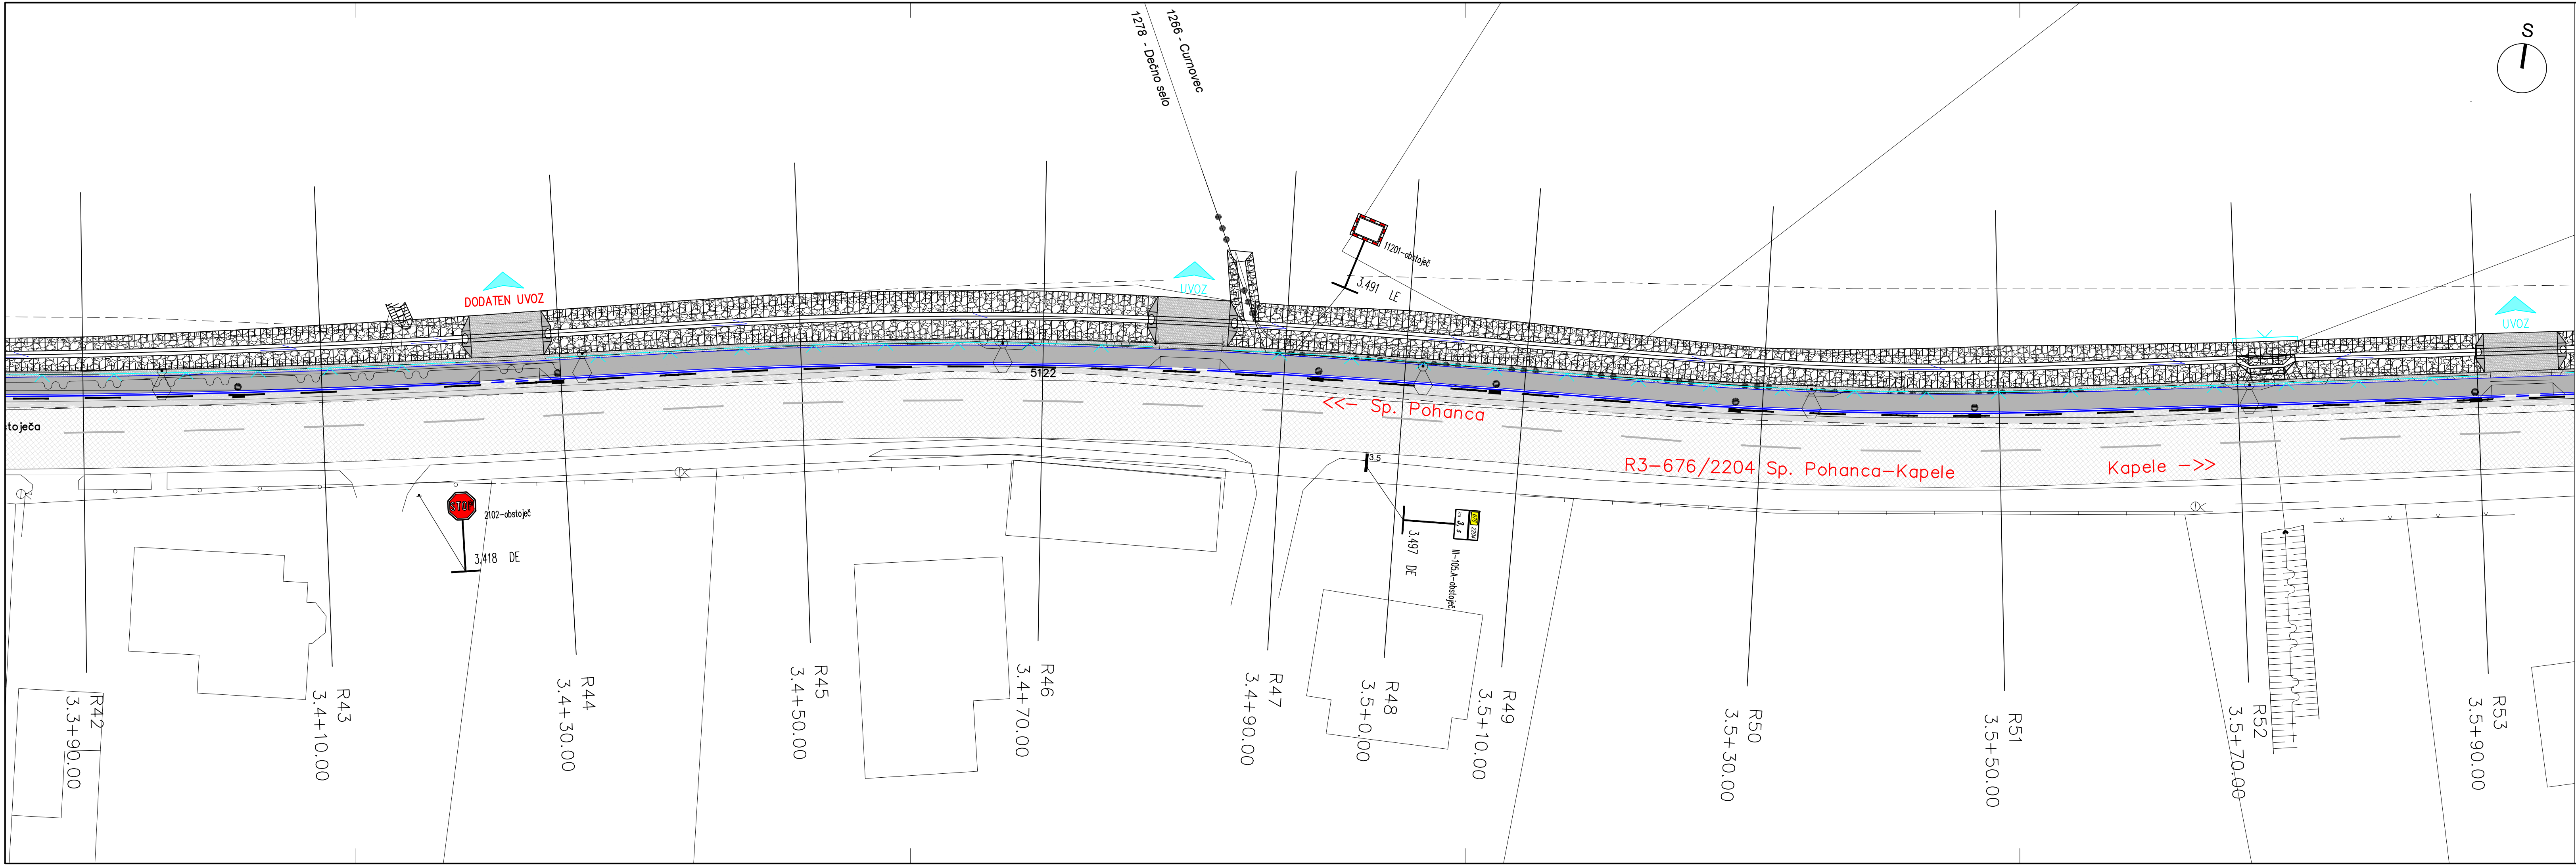 S
1266 - Curnovec
1278 - Dečno selo
11201-obstoječ
3.491 LE
DODATEN UVOZ
UVOZ
UVOZ
5122
<<- Sp. Pohanca
stoječa
R3-676/2204 Sp. Pohanca-Kapele
Kapele ->>
3.5
STOP
2102-obstoječ
3.418 DE
2204
3.497 DE
III-105.A-obstoječ
R42
3.3+90.00
R43
3.4+10.00
R44
3.4+30.00
R45
3.4+50.00
R46
3.4+70.00
R47
3.4+90.00
R48
3.5+0.00
R49
3.5+10.00
R50
3.5+30.00
R51
3.5+50.00
R52
3.5+70.00
R53
3.5+90.00